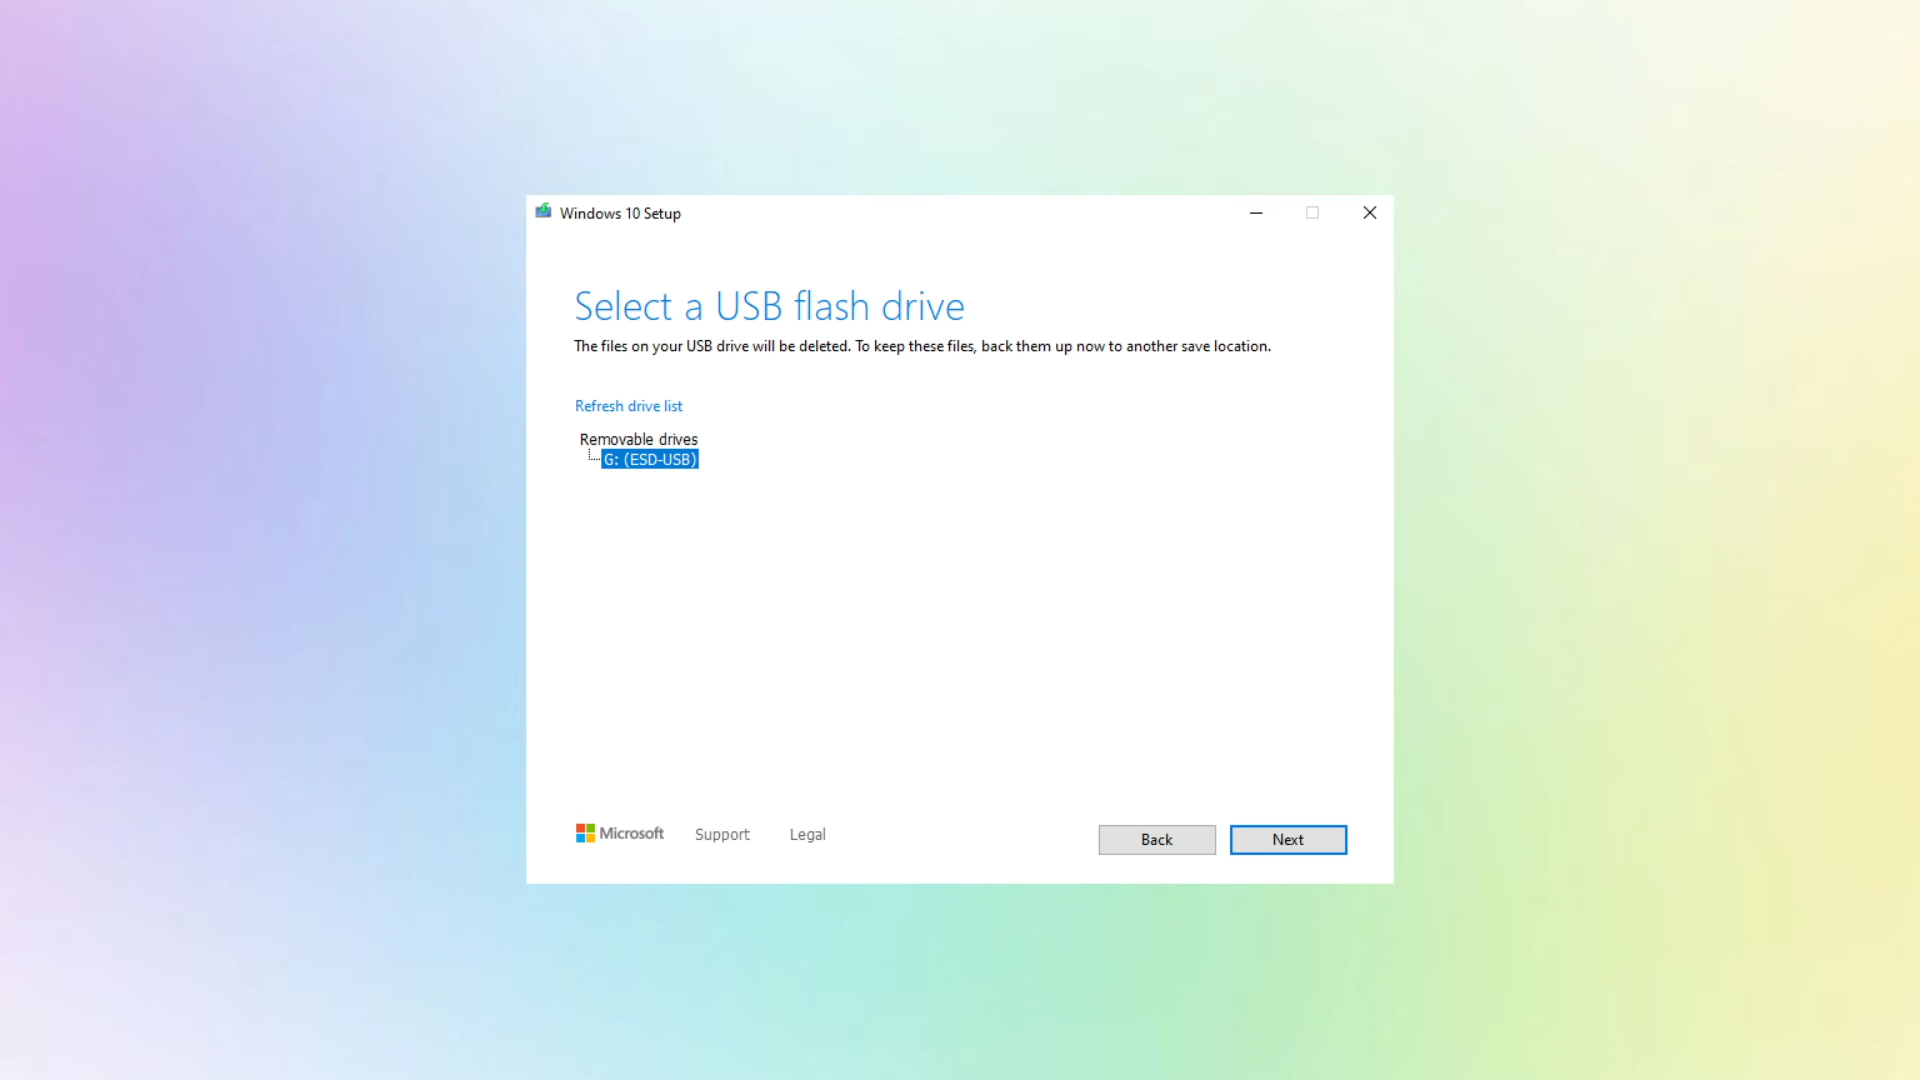 Windows 10 Setup
Select a USB flash drive
The files on your USB drive will be deleted. To keep these files, back them up now to another save location.
Refresh drive list
Removable drives
G: (ESD-USB)
Microsoft Support Legal Back Next